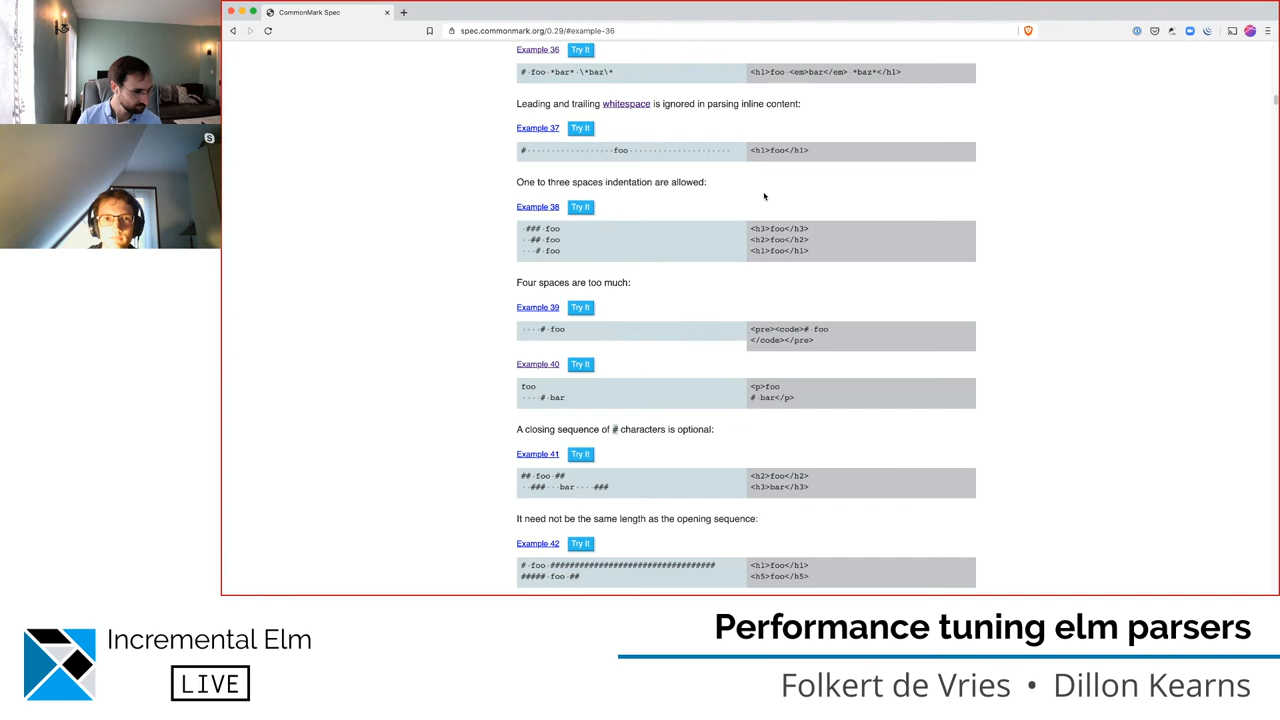 CommonMark Spec
spec.commonmark.org/0.29/#example-36
Example 36 Try It
#·foo·*bar*·\*baz\*
<h1>foo <em>bar</em> *baz*</h1>
Leading and trailing whitespace is ignored in parsing inline content:
Example 37 Try It
#··················foo·····················
<h1>foo</h1>
One to three spaces indentation are allowed:
Example 38 Try It
·###·foo
··##·foo
···#·foo
<h3>foo</h3>
<h2>foo</h2>
<h1>foo</h1>
Four spaces are too much:
Example 39 Try It
····#·foo
<pre><code># foo
</code></pre>
Example 40 Try It
foo
····#·bar
<p>foo
# bar</p>
A closing sequence of # characters is optional:
Example 41 Try It
##·foo·##
··###···bar····###
<h2>foo</h2>
<h3>bar</h3>
It need not be the same length as the opening sequence:
Example 42 Try It
#·foo·##################################
#####·foo·##
<h1>foo</h1>
<h5>foo</h5>
Incremental Elm
LIVE
Performance tuning elm parsers
Folkert de Vries • Dillon Kearns